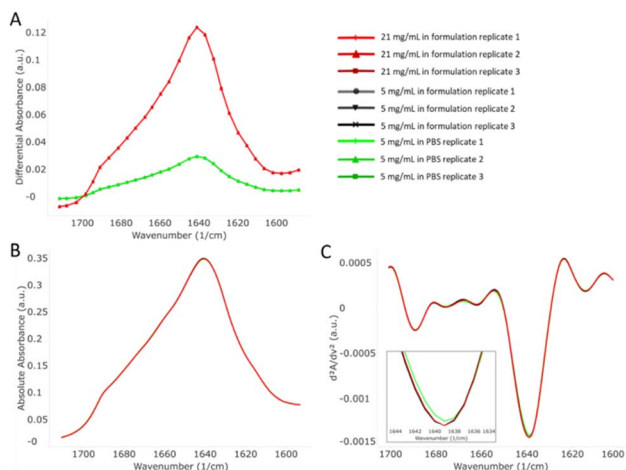 A
Differential Absorbance (a.u.)
0.12
0.1
0.08
0.06
0.04
0.02
-0
1700 1680 1660 1640 1620 1600
Wavenumber (1/cm)
21 mg/mL in formulation replicate 1
21 mg/mL in formulation replicate 2
21 mg/mL in formulation replicate 3
5 mg/mL in formulation replicate 1
5 mg/mL in formulation replicate 2
5 mg/mL in formulation replicate 3
5 mg/mL in PBS replicate 1
5 mg/mL in PBS replicate 2
5 mg/mL in PBS replicate 3
B
Absolute Absorbance (a.u.)
0.35
0.3
0.25
0.2
0.15
0.1
0.05
-0
1700 1680 1660 1640 1620 1600
Wavenumber (1/cm)
C
d²A/dv² (a.u.)
0.0005
0
-0.0005
-0.001
-0.0015
1644 1642 1640 1638 1636 1634
Wavenumber (1/cm)
1700 1680 1660 1640 1620 1600
Wavenumber (1/cm)